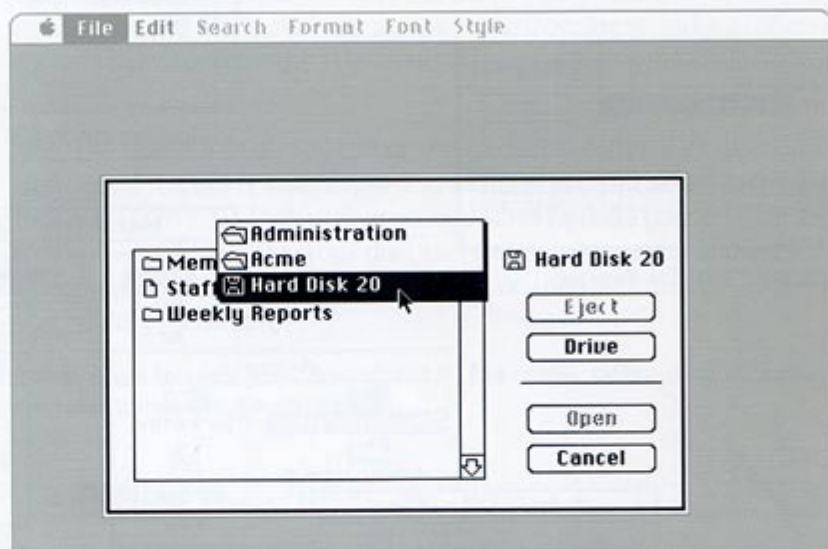 File Edit Search Format Font Style
Administration
Acme
Hard Disk 20
Weekly Reports
Hard Disk 20
Eject
Drive
Open
Cancel